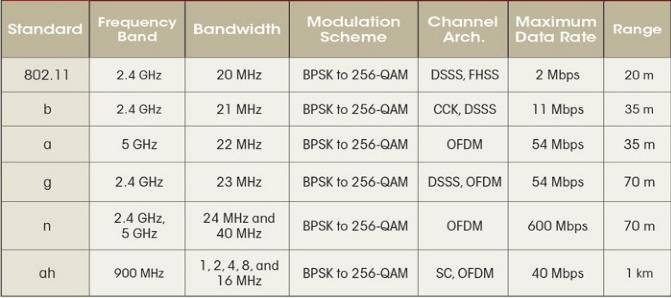 Standard Frequency Band Bandwidth Modulation Scheme Channel Arch. Maximum Data Rate Range
802.11 2.4 GHz 20 MHz BPSK to 256-QAM DSSS, FHSS 2 Mbps 20 m
b 2.4 GHz 21 MHz BPSK to 256-QAM CCK, DSSS 11 Mbps 35 m
a 5 GHz 22 MHz BPSK to 256-QAM OFDM 54 Mbps 35 m
g 2.4 GHz 23 MHz BPSK to 256-QAM DSSS, OFDM 54 Mbps 70 m
n 2.4 GHz, 5 GHz 24 MHz and 40 MHz BPSK to 256-QAM OFDM 600 Mbps 70 m
ah 900 MHz 1, 2, 4, 8, and 16 MHz BPSK to 256-QAM SC, OFDM 40 Mbps 1 km